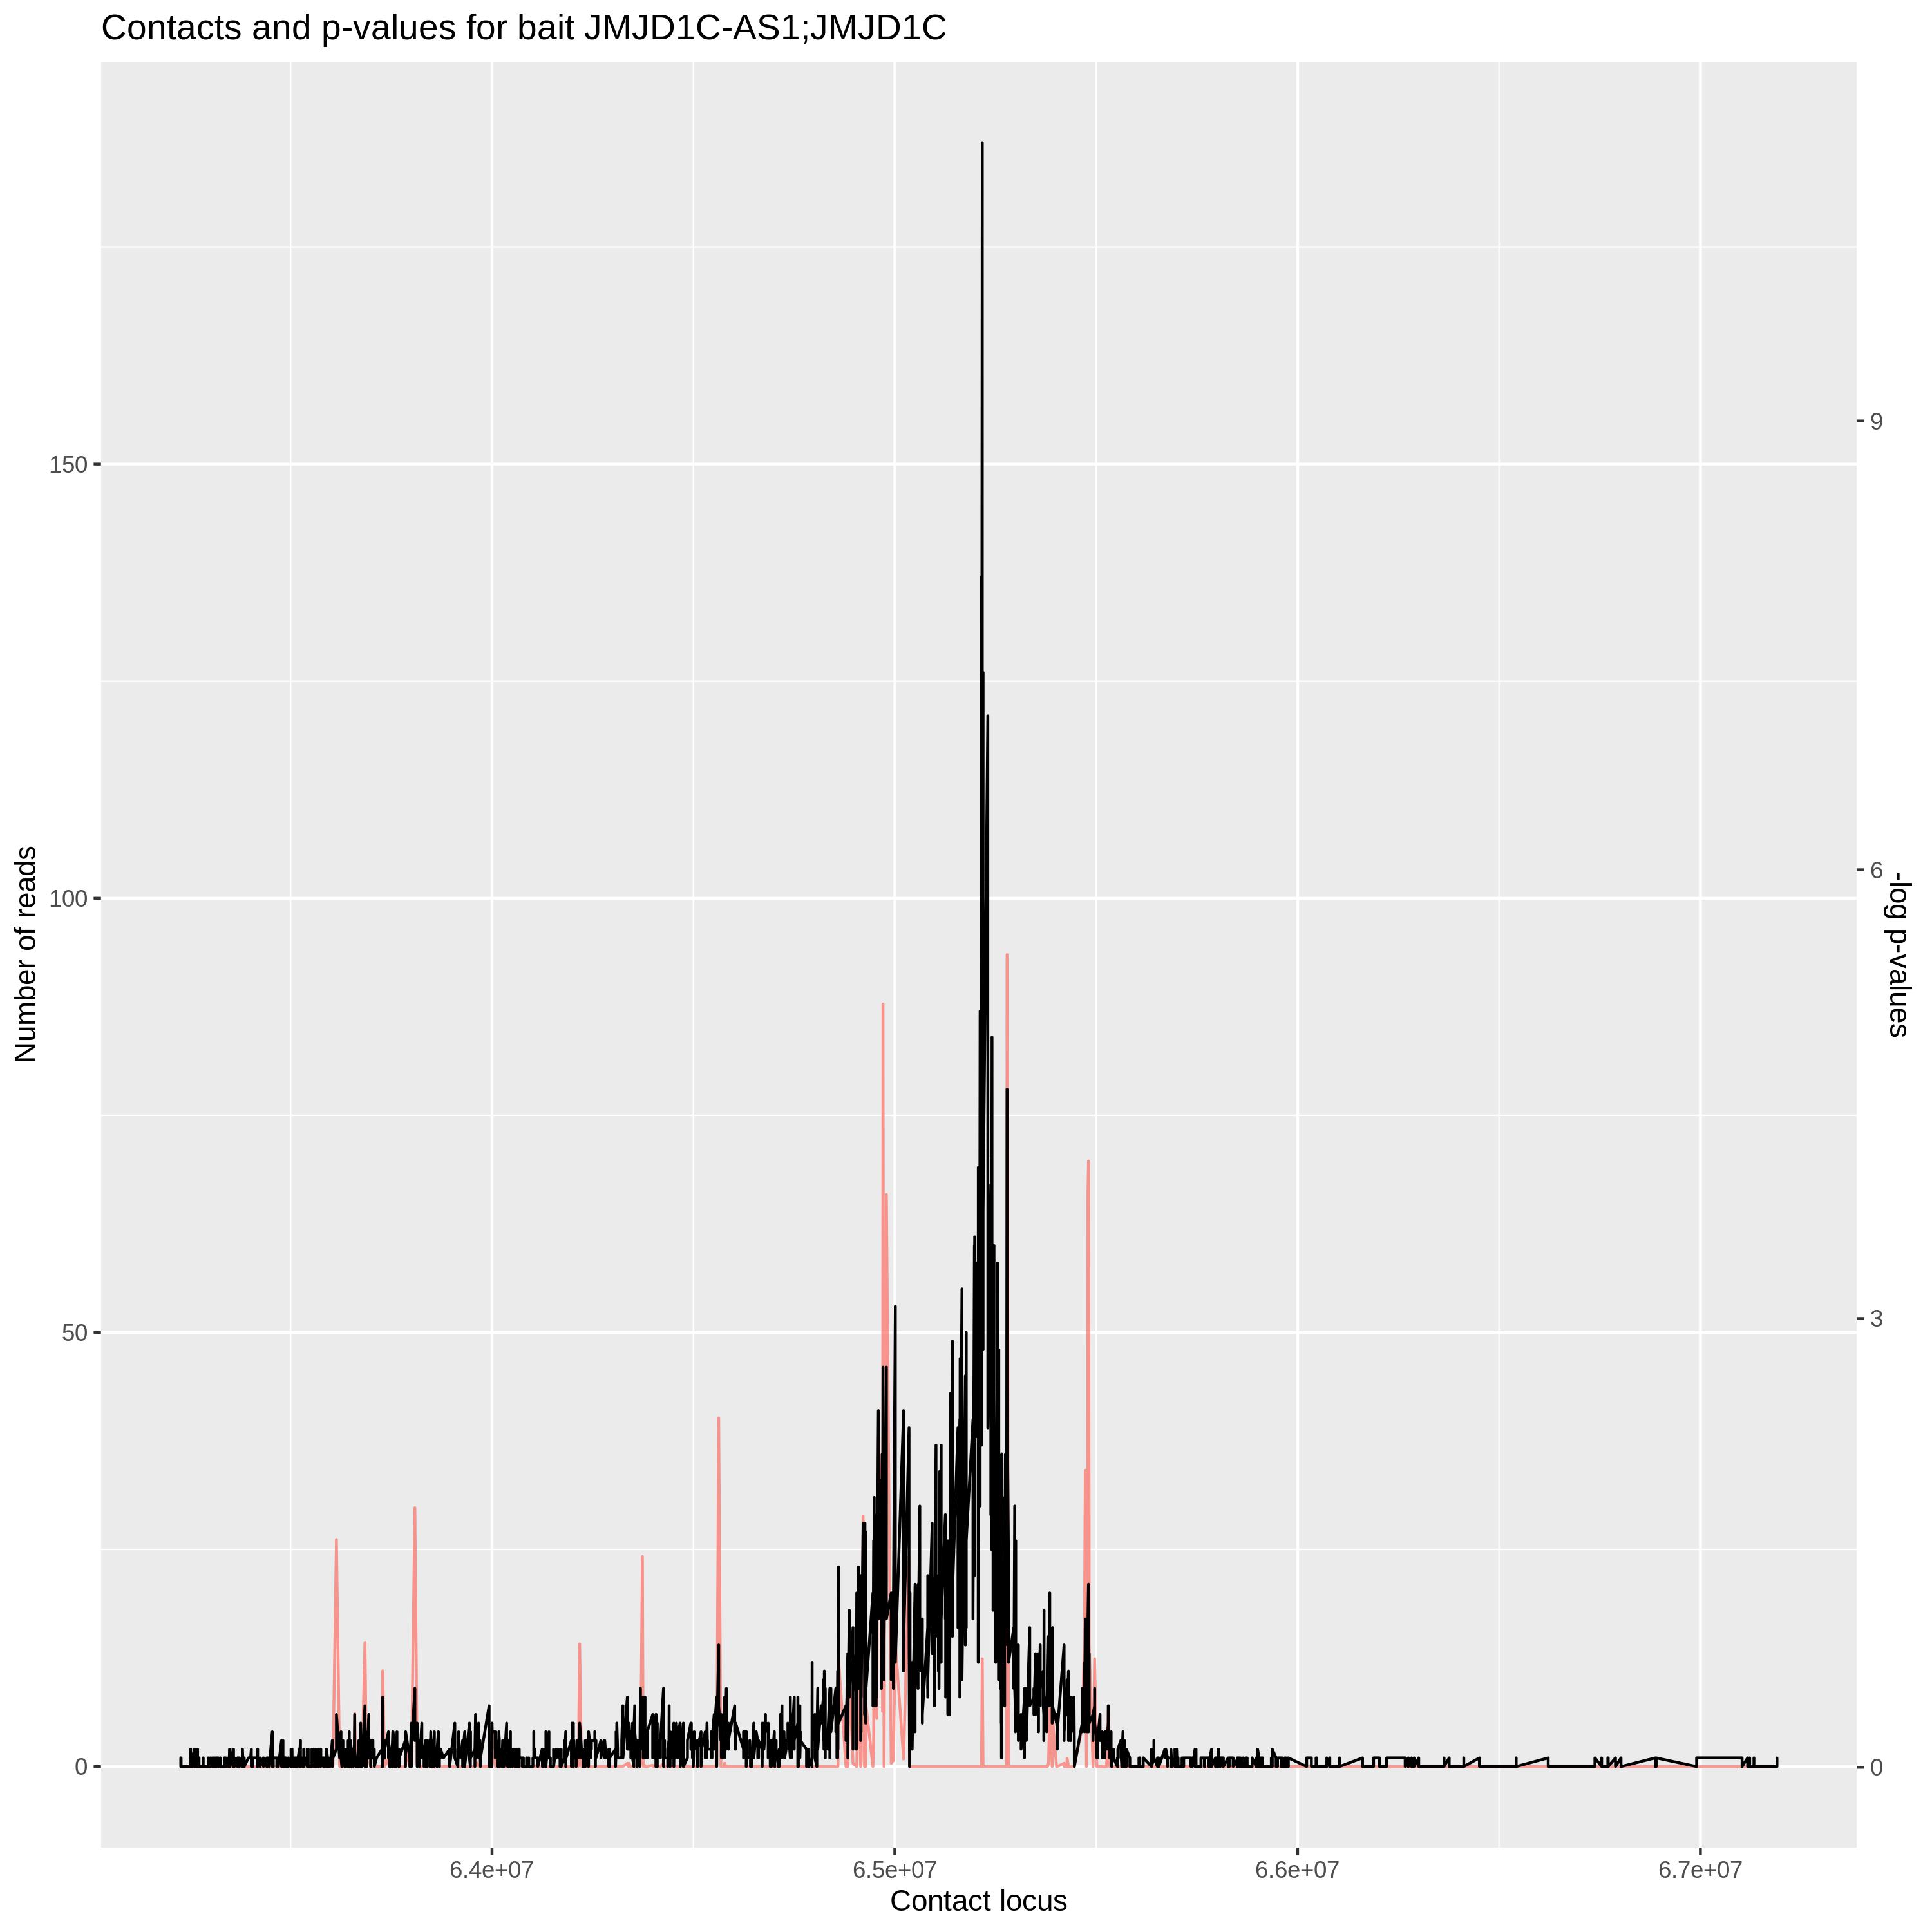 Contacts and p-values for bait JMJD1C-AS1;JMJD1C
150
100
50
0
Number of reads
9
6
3
0
-log p-values
6.4e+07 6.5e+07 6.6e+07 6.7e+07
Contact locus